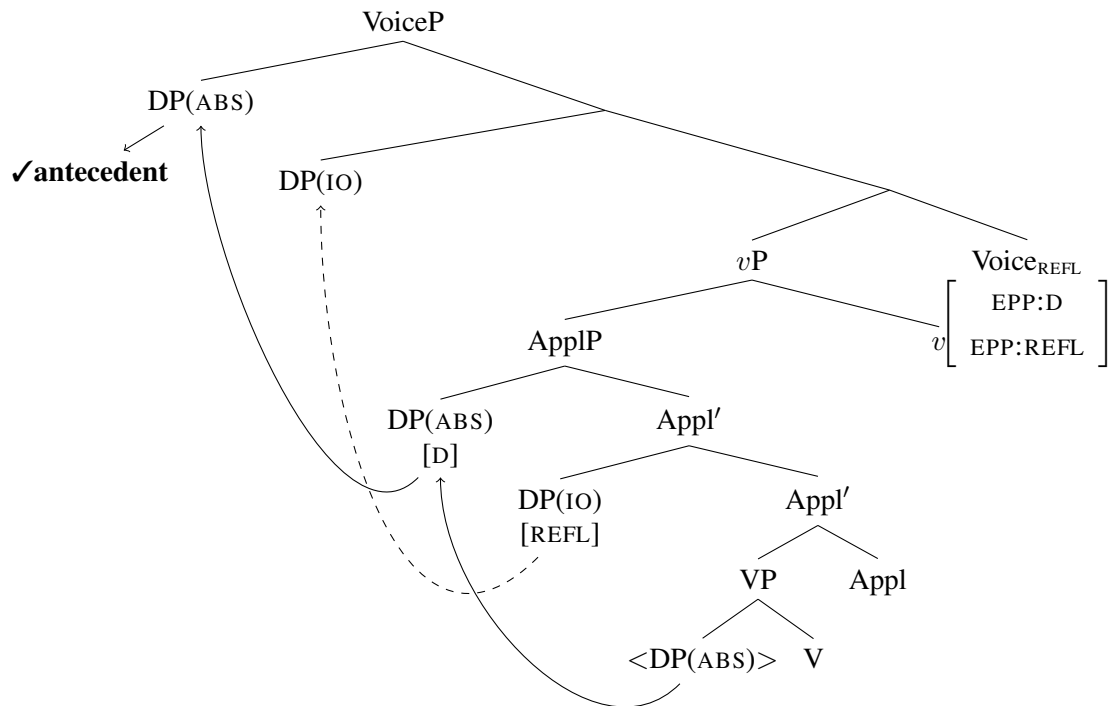 VoiceP
DP(ABS)
✓antecedent
DP(IO)
vP
Voice_REFL
v[EPP:D
EPP:REFL]
ApplP
DP(ABS)
[D]
Appl′
DP(IO)
[REFL]
Appl′
VP
Appl
<DP(ABS)>
V